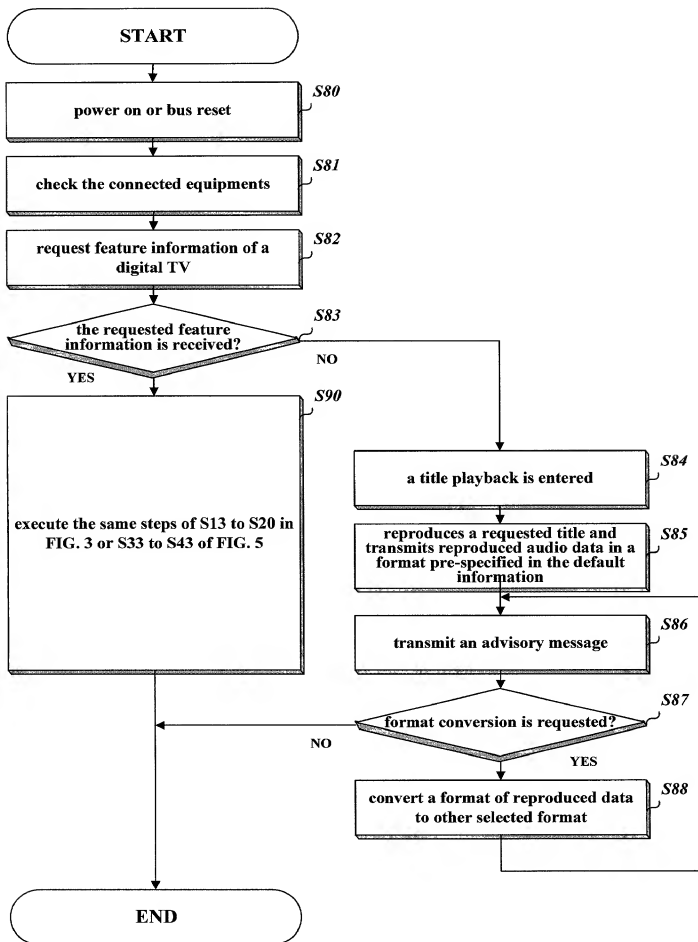 START
S80
power on or bus reset
S81
check the connected equipments
S82
request feature information of a
digital TV
S83
the requested feature
information is received?
NO
YES
S90
execute the same steps of S13 to S20 in
FIG. 3 or S33 to S43 of FIG. 5
S84
a title playback is entered
S85
reproduces a requested title and
transmits reproduced audio data in a
format pre-specified in the default
information
S86
transmit an advisory message
S87
format conversion is requested?
NO
YES
S88
convert a format of reproduced data
to other selected format
END